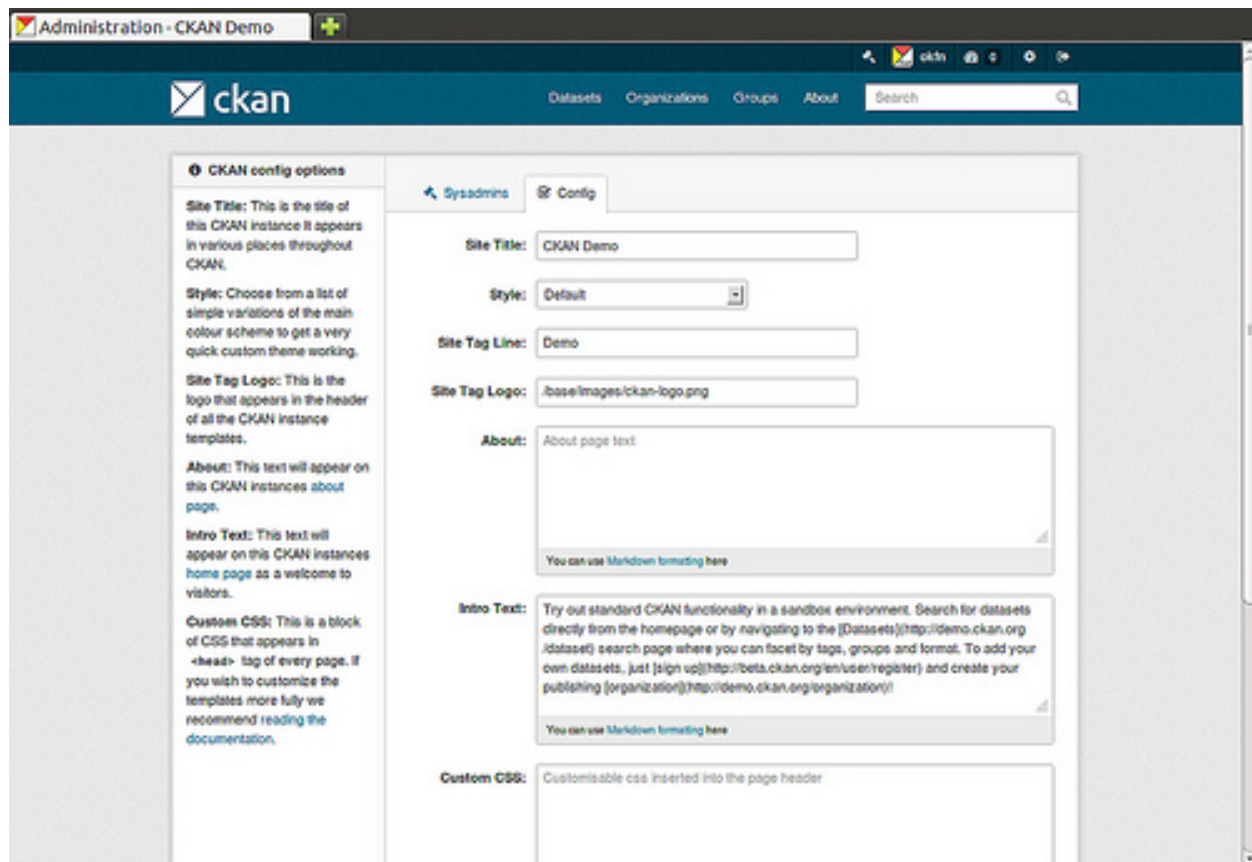 Administration - CKAN Demo
okfn
ckan
Datasets Organizations Groups About Search
CKAN config options
Site Title: This is the title of
this CKAN instance It appears
in various places throughout
CKAN.
Style: Choose from a list of
simple variations of the main
colour scheme to get a very
quick custom theme working.
Site Tag Logo: This is the
logo that appears in the header
of all the CKAN instance
templates.
About: This text will appear on
this CKAN instances about
page.
Intro Text: This text will
appear on this CKAN instances
home page as a welcome to
visitors.
Custom CSS: This is a block
of CSS that appears in
<head> tag of every page. If
you wish to customize the
templates more fully we
recommend reading the
documentation.
Sysadmins Config
Site Title: CKAN Demo
Style: Default
Site Tag Line: Demo
Site Tag Logo: /base/images/ckan-logo.png
About: About page text
You can use Markdown formatting here
Intro Text: Try out standard CKAN functionality in a sandbox environment. Search for datasets
directly from the homepage or by navigating to the [Datasets](http://demo.ckan.org
/dataset) search page where you can facet by tags, groups and format. To add your
own datasets, just [sign up](http://beta.ckan.org/en/user/register) and create your
publishing [organization](http://demo.ckan.org/organization)!
You can use Markdown formatting here
Custom CSS: Customisable css inserted into the page header